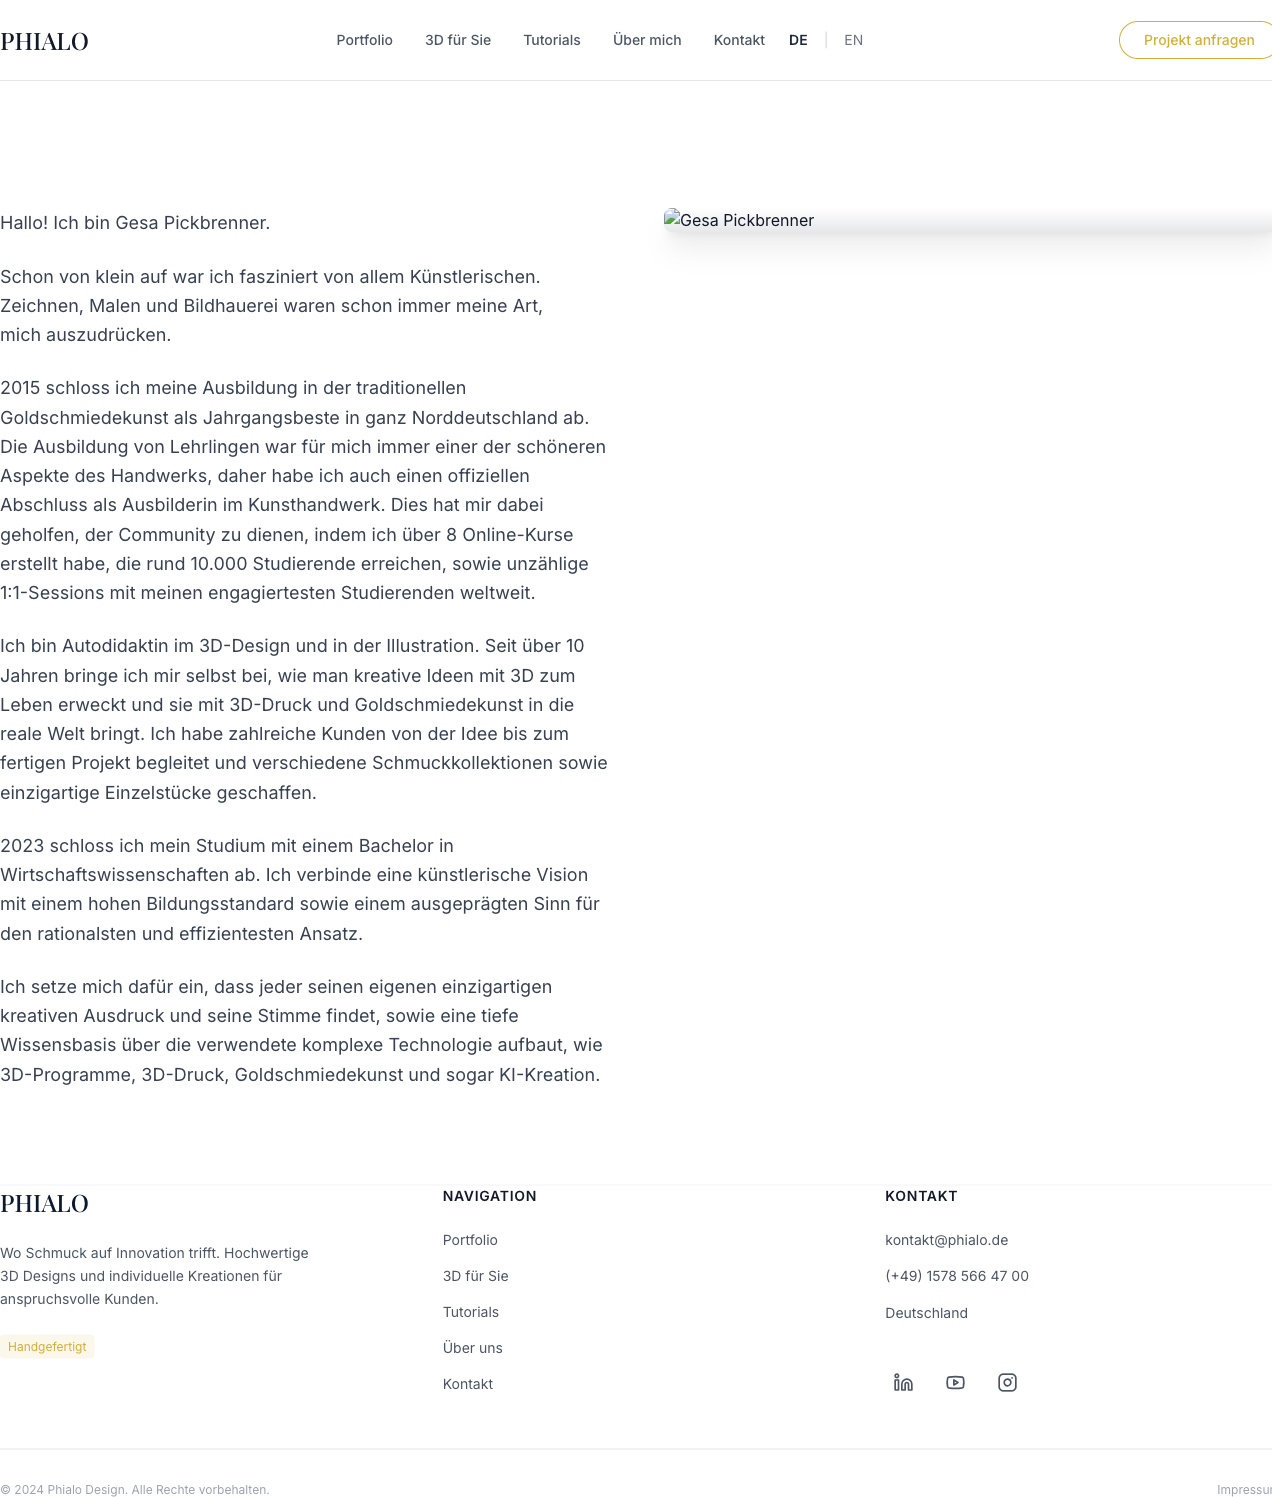 PHIALO
Portfolio 3D für Sie Tutorials Über mich Kontakt DE | EN
Projekt anfragen
Hallo! Ich bin Gesa Pickbrenner.
Gesa Pickbrenner
Schon von klein auf war ich fasziniert von allem Künstlerischen.
Zeichnen, Malen und Bildhauerei waren schon immer meine Art,
mich auszudrücken.
2015 schloss ich meine Ausbildung in der traditionellen
Goldschmiedekunst als Jahrgangsbeste in ganz Norddeutschland ab.
Die Ausbildung von Lehrlingen war für mich immer einer der schöneren
Aspekte des Handwerks, daher habe ich auch einen offiziellen
Abschluss als Ausbilderin im Kunsthandwerk. Dies hat mir dabei
geholfen, der Community zu dienen, indem ich über 8 Online-Kurse
erstellt habe, die rund 10.000 Studierende erreichen, sowie unzählige
1:1-Sessions mit meinen engagiertesten Studierenden weltweit.
Ich bin Autodidaktin im 3D-Design und in der Illustration. Seit über 10
Jahren bringe ich mir selbst bei, wie man kreative Ideen mit 3D zum
Leben erweckt und sie mit 3D-Druck und Goldschmiedekunst in die
reale Welt bringt. Ich habe zahlreiche Kunden von der Idee bis zum
fertigen Projekt begleitet und verschiedene Schmuckkollektionen sowie
einzigartige Einzelstücke geschaffen.
2023 schloss ich mein Studium mit einem Bachelor in
Wirtschaftswissenschaften ab. Ich verbinde eine künstlerische Vision
mit einem hohen Bildungsstandard sowie einem ausgeprägten Sinn für
den rationalsten und effizientesten Ansatz.
Ich setze mich dafür ein, dass jeder seinen eigenen einzigartigen
kreativen Ausdruck und seine Stimme findet, sowie eine tiefe
Wissensbasis über die verwendete komplexe Technologie aufbaut, wie
3D-Programme, 3D-Druck, Goldschmiedekunst und sogar KI-Kreation.
PHIALO
Wo Schmuck auf Innovation trifft. Hochwertige
3D Designs und individuelle Kreationen für
anspruchsvolle Kunden.
Handgefertigt
NAVIGATION
Portfolio
3D für Sie
Tutorials
Über uns
Kontakt
KONTAKT
kontakt@phialo.de
(+49) 1578 566 47 00
Deutschland
© 2024 Phialo Design. Alle Rechte vorbehalten.